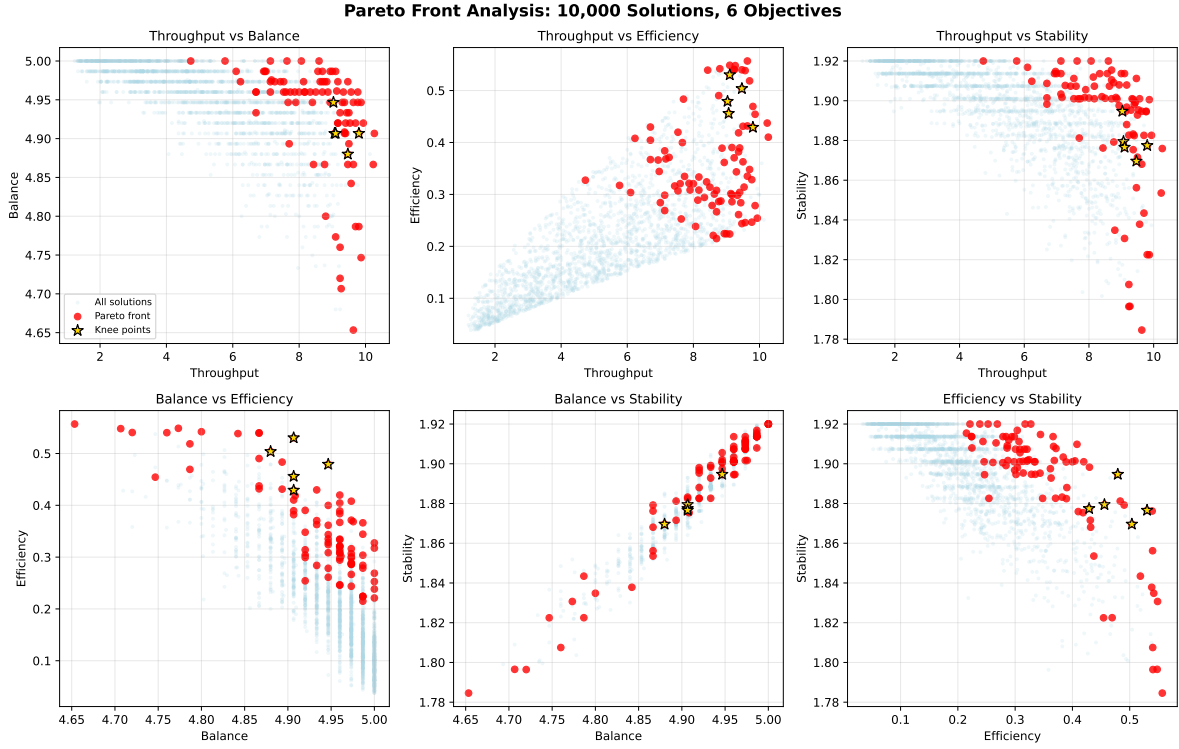 Pareto Front Analysis: 10,000 Solutions, 6 Objectives
Throughput vs Balance
Balance
5.00
4.95
4.90
4.85
4.80
4.75
4.70
4.65
All solutions
Pareto front
Knee points
2 4 6 8 10
Throughput
Throughput vs Efficiency
Efficiency
0.5
0.4
0.3
0.2
0.1
2 4 6 8 10
Throughput
Throughput vs Stability
Stability
1.92
1.90
1.88
1.86
1.84
1.82
1.80
1.78
2 4 6 8 10
Throughput
Balance vs Efficiency
Efficiency
0.5
0.4
0.3
0.2
0.1
4.65 4.70 4.75 4.80 4.85 4.90 4.95 5.00
Balance
Balance vs Stability
Stability
1.92
1.90
1.88
1.86
1.84
1.82
1.80
1.78
4.65 4.70 4.75 4.80 4.85 4.90 4.95 5.00
Balance
Efficiency vs Stability
Stability
1.92
1.90
1.88
1.86
1.84
1.82
1.80
1.78
0.1 0.2 0.3 0.4 0.5
Efficiency